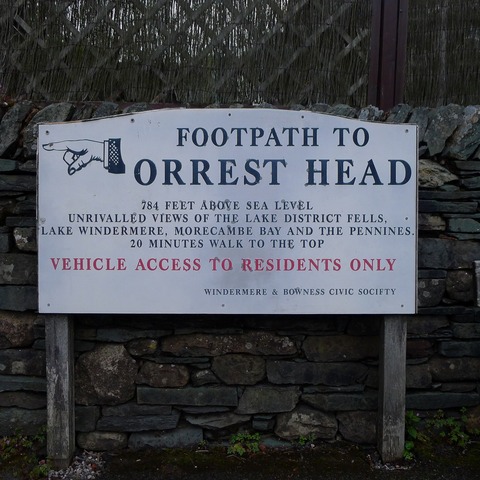 FOOTPATH TO
ORREST HEAD
784 FEET ABOVE SEA LEVEL
UNRIVALLED VIEWS OF THE LAKE DISTRICT FELLS,
LAKE WINDERMERE, MORECAMBE BAY AND THE PENNINES.
20 MINUTES WALK TO THE TOP
VEHICLE ACCESS TO RESIDENTS ONLY
WINDERMERE & BOWNESS CIVIC SOCIETY